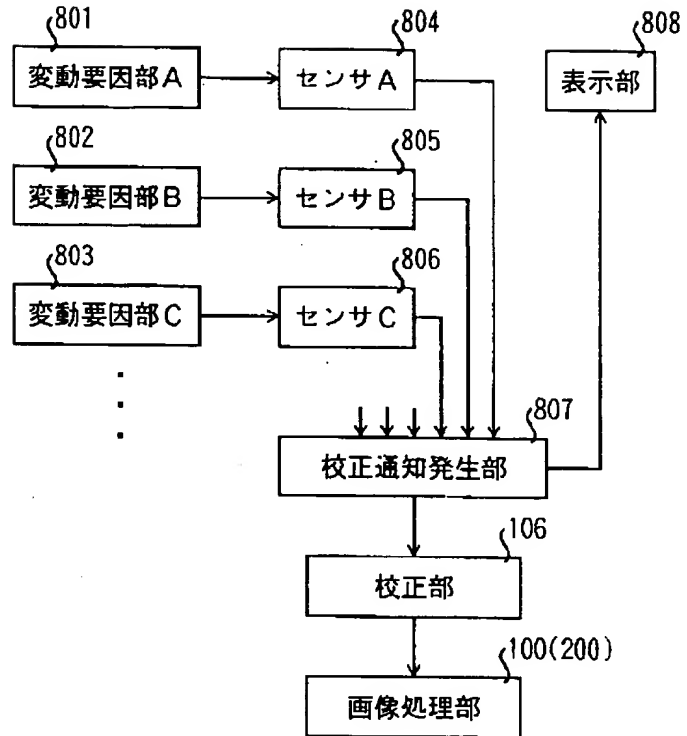 801
変動要因部A
804
センサA
808
表示部
802
変動要因部B
805
センサB
803
変動要因部C
806
センサC
807
校正通知発生部
106
校正部
100(200)
画像処理部